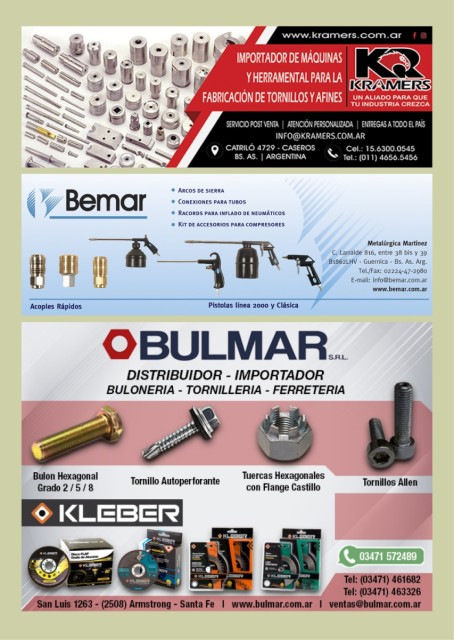 www.kramers.com.ar
IMPORTADOR DE MÁQUINAS
Y HERRAMENTAL PARA LA
FABRICACIÓN DE TORNILLOS Y AFINES
KR
KRAMERS
UN ALIADO PARA QUE
TU INDUSTRIA CREZCA
SERVICIO POST VENTA | ATENCIÓN PERSONALIZADA | ENTREGAS A TODO EL PAÍS
INFO@KRAMERS.COM.AR
CATRILÓ 4729 - CASEROS
BS. AS. | ARGENTINA
Cel.: 15.6300.0545
Tel.: (011) 4656.5456
Bemar
• Arcos de sierra
• Conexiones para tubos
• Racords para inflado de neumáticos
• Kit de accesorios para compresores
Metalúrgica Martinez
C. Larralde 816, entre 38 bis y 39
B1862LHV - Guernica - Bs. As. Arg.
Tel./Fax: 02224-47-2980
E-mail: info@bemar.com.ar
www.bemar.com.ar
Acoples Rápidos
Pistolas línea 2000 y Clásica
BULMAR S.R.L.
DISTRIBUIDOR - IMPORTADOR
BULONERIA - TORNILLERIA - FERRETERIA
Bulon Hexagonal
Grado 2 / 5 / 8
Tornillo Autoperforante
Tuercas Hexagonales
con Flange Castillo
Tornillos Allen
KLEBER
KLEBER
KLEBER
KLEBER
KLEBER
03471 572489
Tel: (03471) 461682
Tel: (03471) 463326
San Luis 1263 - (2508) Armstrong - Santa Fe | www.bulmar.com.ar | ventas@bulmar.com.ar